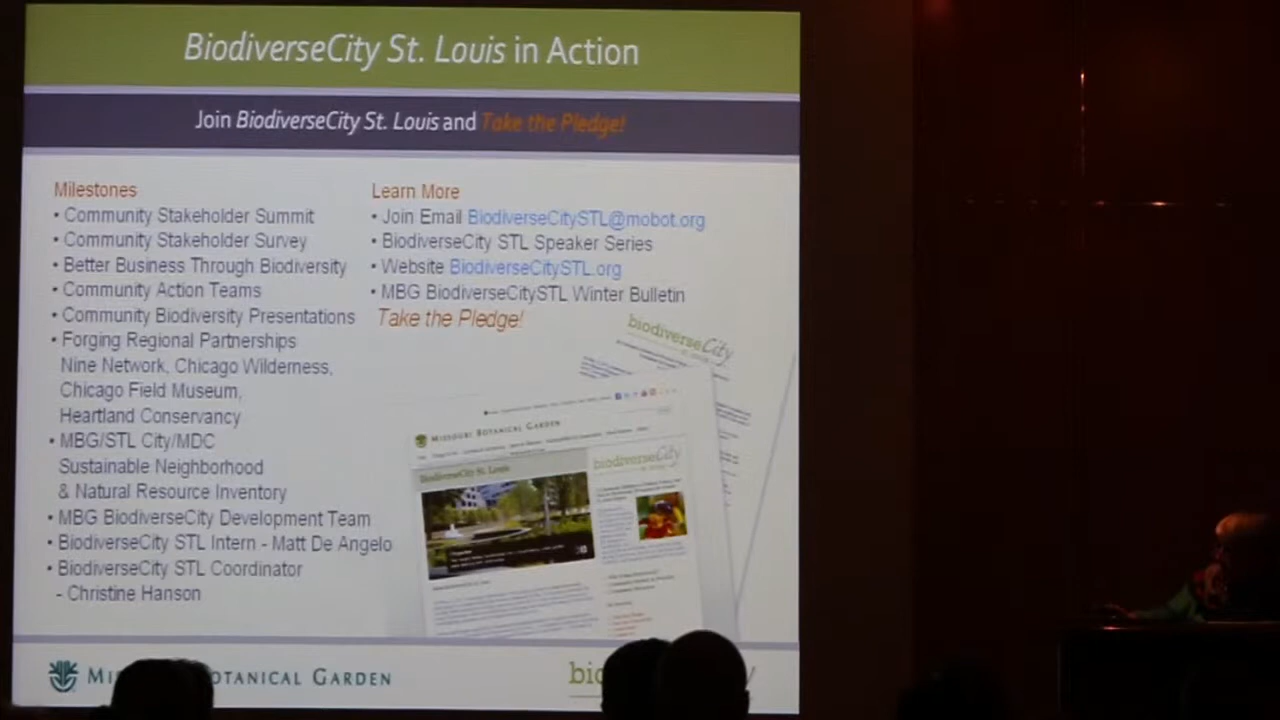 BiodiverseCity St. Louis in Action
Join BiodiverseCity St. Louis and Take the Pledge!
Milestones
• Community Stakeholder Summit
• Community Stakeholder Survey
• Better Business Through Biodiversity
• Community Action Teams
• Community Biodiversity Presentations
• Forging Regional Partnerships
Nine Network, Chicago Wilderness,
Chicago Field Museum,
Heartland Conservancy
• MBG/STL City/MDC
Sustainable Neighborhood
& Natural Resource Inventory
• MBG BiodiverseCity Development Team
• BiodiverseCity STL Intern - Matt De Angelo
• BiodiverseCity STL Coordinator
- Christine Hanson
Learn More
• Join Email BiodiverseCitySTL@mobot.org
• BiodiverseCity STL Speaker Series
• Website BiodiverseCitySTL.org
• MBG BiodiverseCitySTL Winter Bulletin
Take the Pledge!
biodiverseCity
Missouri Botanical Garden
BiodiverseCity St. Louis
biodiverseCity
Garden